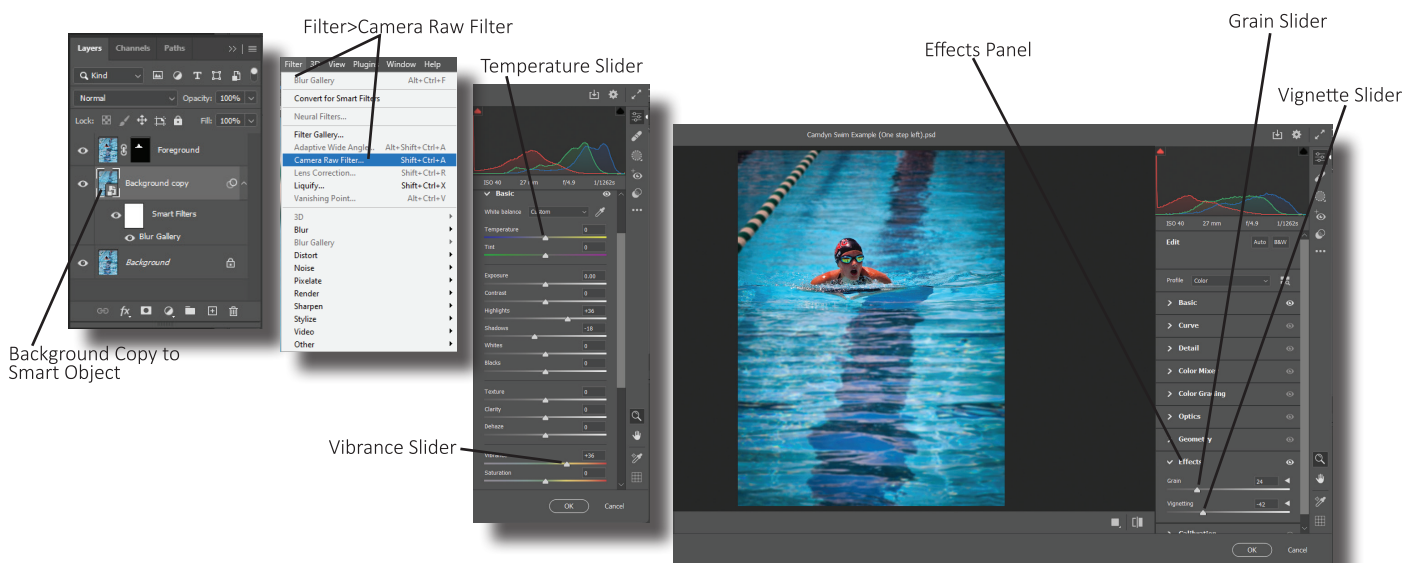 Filter>Camera Raw Filter
Grain Slider
Effects Panel
Temperature Slider
Vignette Slider
Background Copy to
Smart Object
Vibrance Slider
Layers Channels Paths
Kind
Normal Opacity: 100%
Lock: Fill: 100%
Foreground
Background copy
Smart Filters
Blur Gallery
Background
fx
Filter 3D View Plugins Window Help
Blur Gallery Alt+Ctrl+F
Convert for Smart Filters
Neural Filters...
Filter Gallery...
Adaptive Wide Angle... Alt+Shift+Ctrl+A
Camera Raw Filter... Shift+Ctrl+A
Lens Correction... Shift+Ctrl+R
Liquify... Shift+Ctrl+X
Vanishing Point... Alt+Ctrl+V
3D
Blur
Blur Gallery
Distort
Noise
Pixelate
Render
Sharpen
Stylize
Video
Other
ISO 40 27 mm f/4.9 1/1262s
Basic
White balance Custom
Temperature 0
Tint 0
Exposure 0.00
Contrast 0
Highlights +36
Shadows -18
Whites 0
Blacks 0
Texture 0
Clarity 0
Dehaze 0
Vibrance +36
Saturation 0
OK Cancel
Camdyn Swim Example (One step left).psd
ISO 40 27 mm f/4.9 1/1262s
Edit Auto B&W
Profile Color
Basic
Curve
Detail
Color Mixer
Color Grading
Optics
Geometry
Effects
Grain 24
Vignetting -42
Calibration
OK Cancel